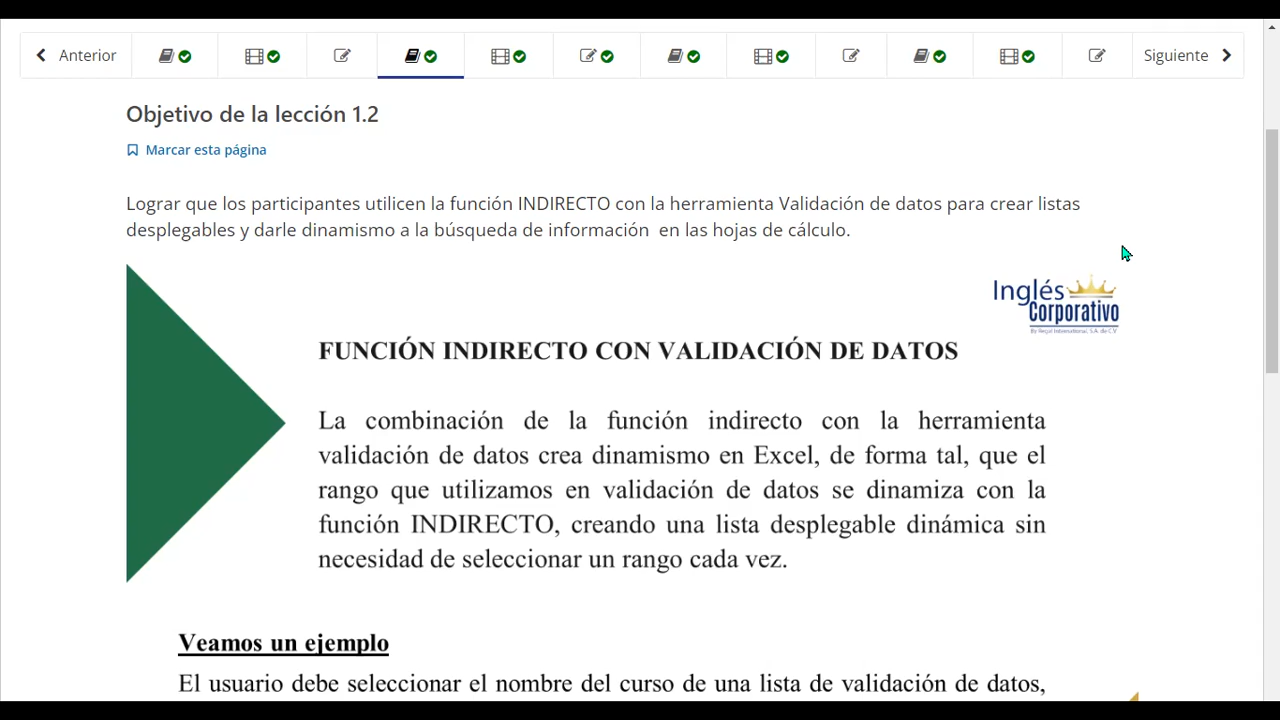 Anterior
Siguiente
Objetivo de la lección 1.2
Marcar esta página
Lograr que los participantes utilicen la función INDIRECTO con la herramienta Validación de datos para crear listas
desplegables y darle dinamismo a la búsqueda de información en las hojas de cálculo.
Inglés
Corporativo
By Regal International, S.A. de C.V.
FUNCIÓN INDIRECTO CON VALIDACIÓN DE DATOS
La combinación de la función indirecto con la herramienta
validación de datos crea dinamismo en Excel, de forma tal, que el
rango que utilizamos en validación de datos se dinamiza con la
función INDIRECTO, creando una lista desplegable dinámica sin
necesidad de seleccionar un rango cada vez.
Veamos un ejemplo
El usuario debe seleccionar el nombre del curso de una lista de validación de datos,